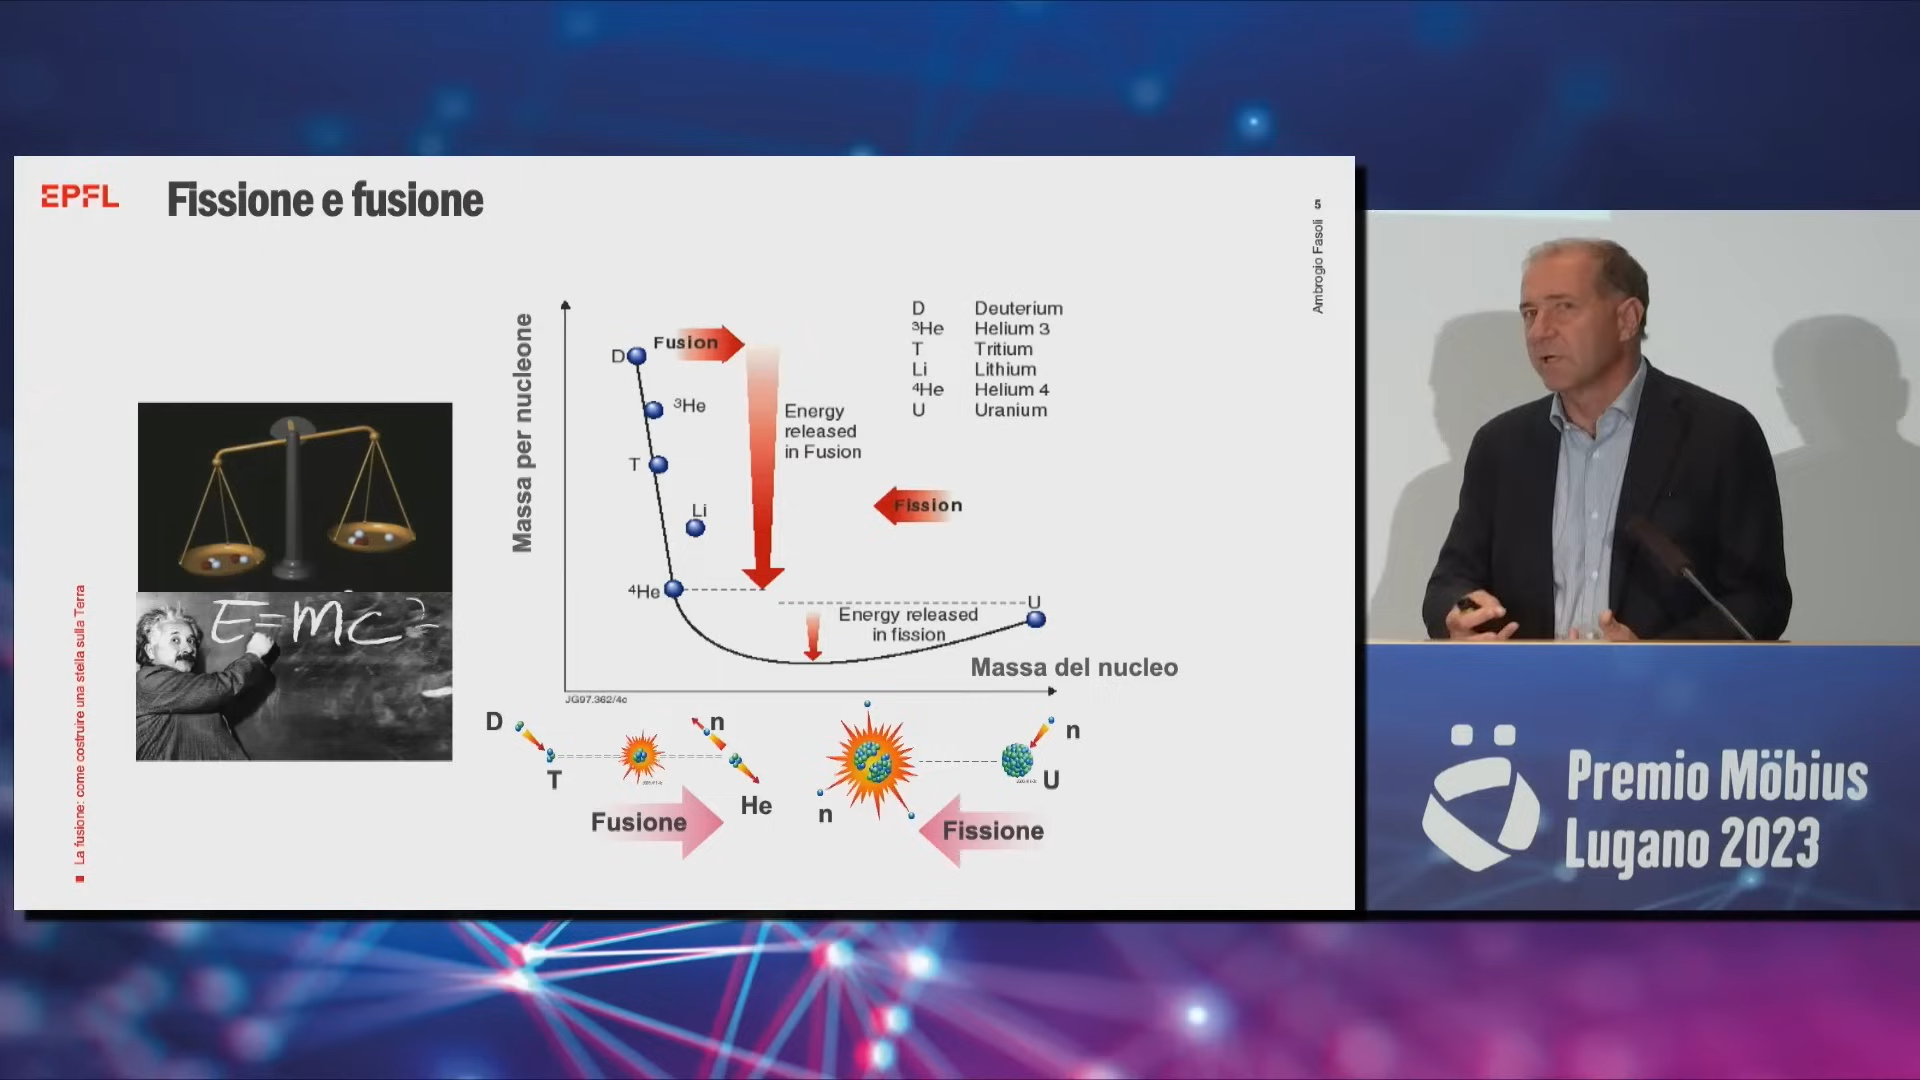 EPFL
Fissione e fusione
5
Ambrogio Fasoli
La fusione: come costruire una stella sulla Terra
E=mc²
Massa per nucleone
D
Fusion
³He
T
Li
⁴He
Energy
released
in Fusion
D Deuterium
³He Helium 3
T Tritium
Li Lithium
⁴He Helium 4
U Uranium
Fission
U
Energy released
in fission
Massa del nucleo
JG97.362/4c
D
T
n
He
Fusione
n
n
U
Fissione
Premio Möbius
Lugano 2023